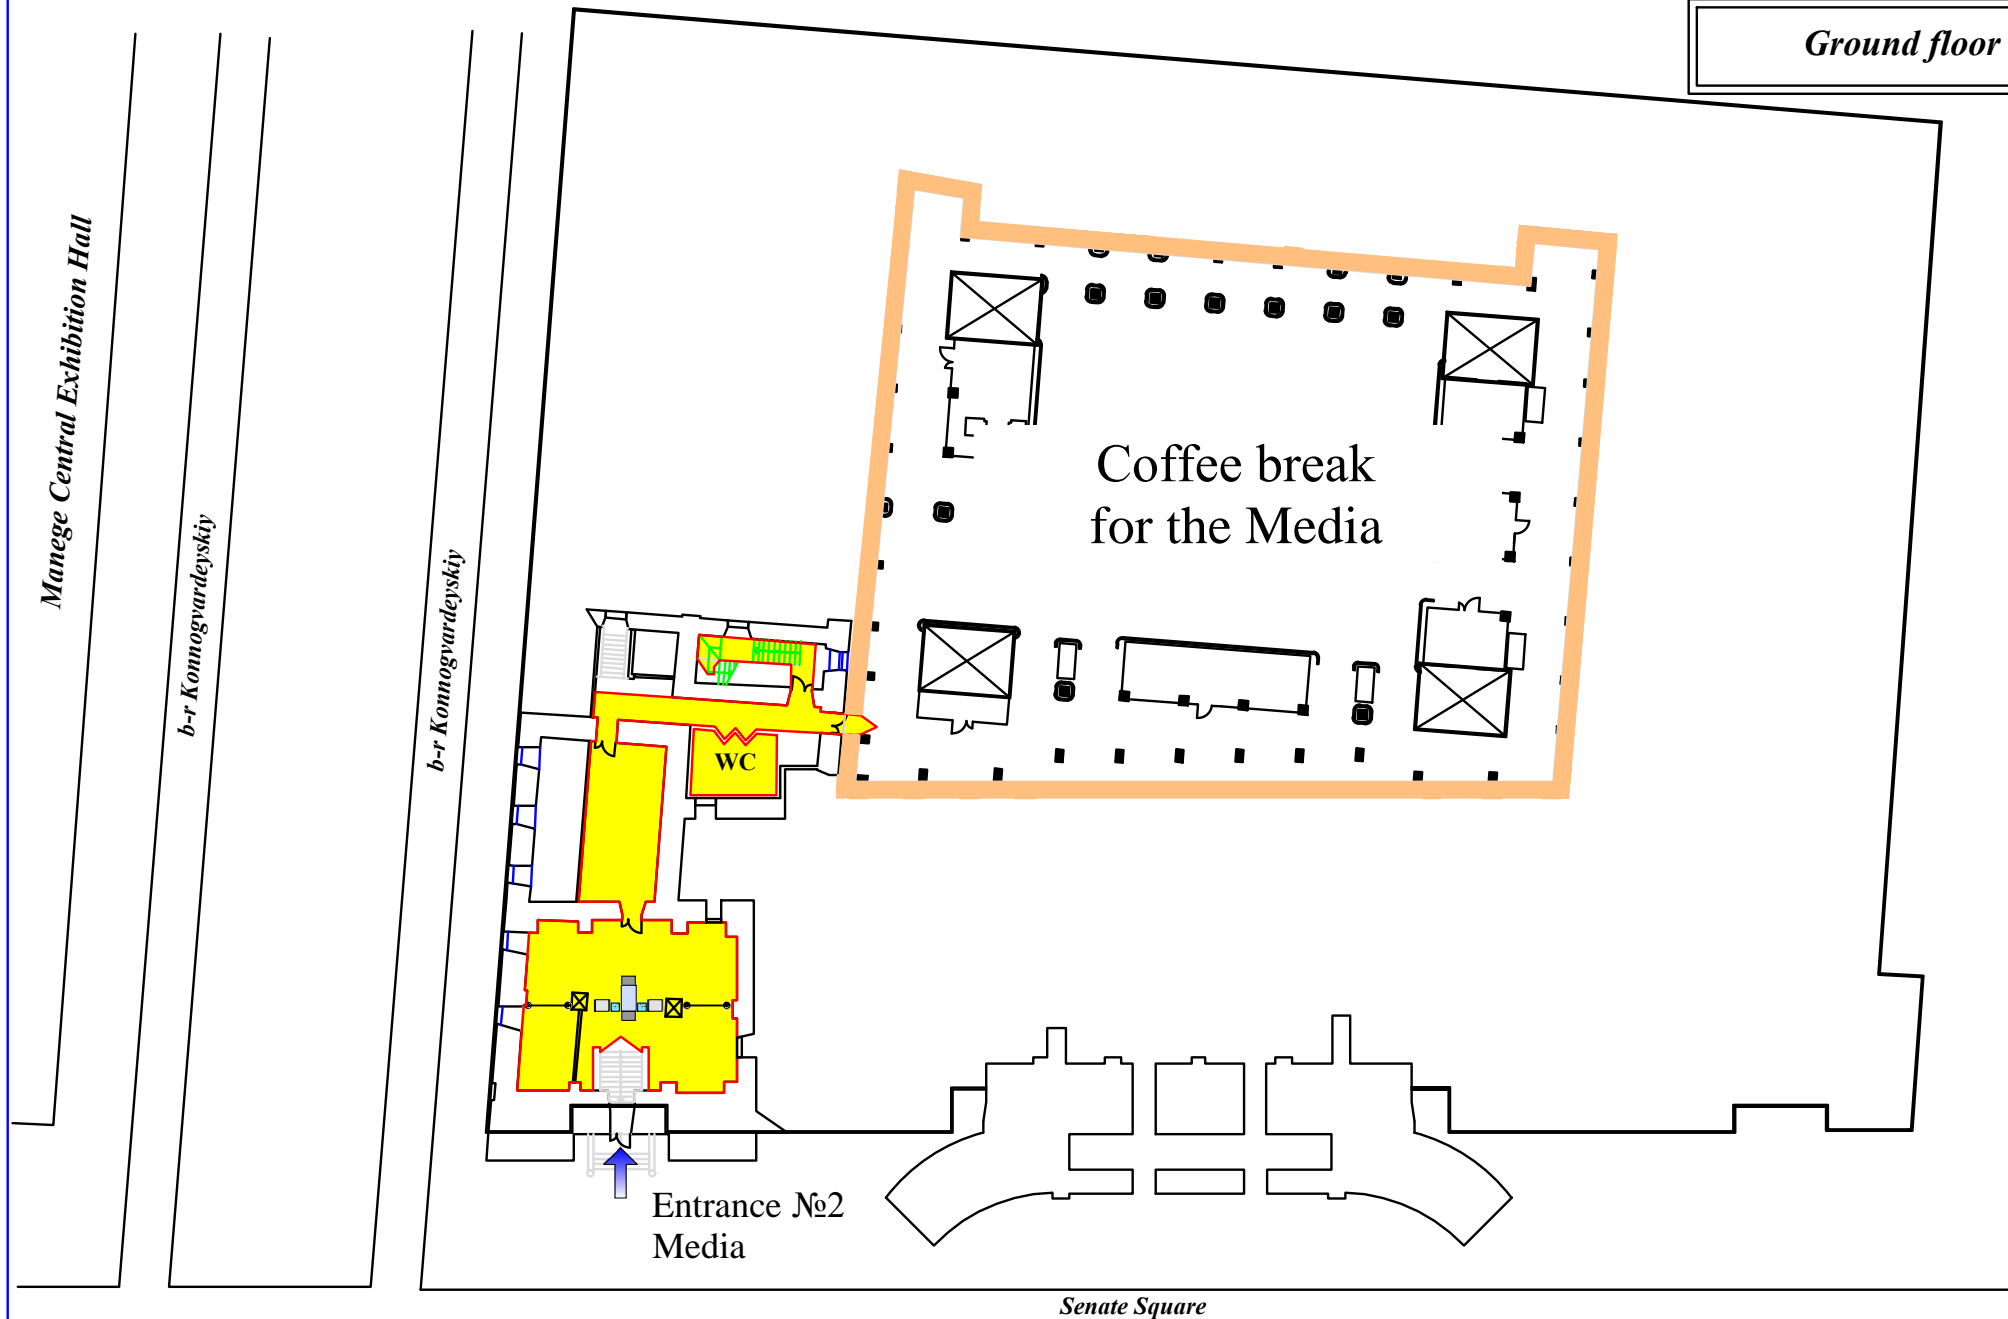 Ground floor
Manege Central Exhibition Hall
b-r Konnogvardeyskiy
b-r Konnogvardeyskiy
Coffee break
for the Media
WC
Entrance №2
Media
Senate Square